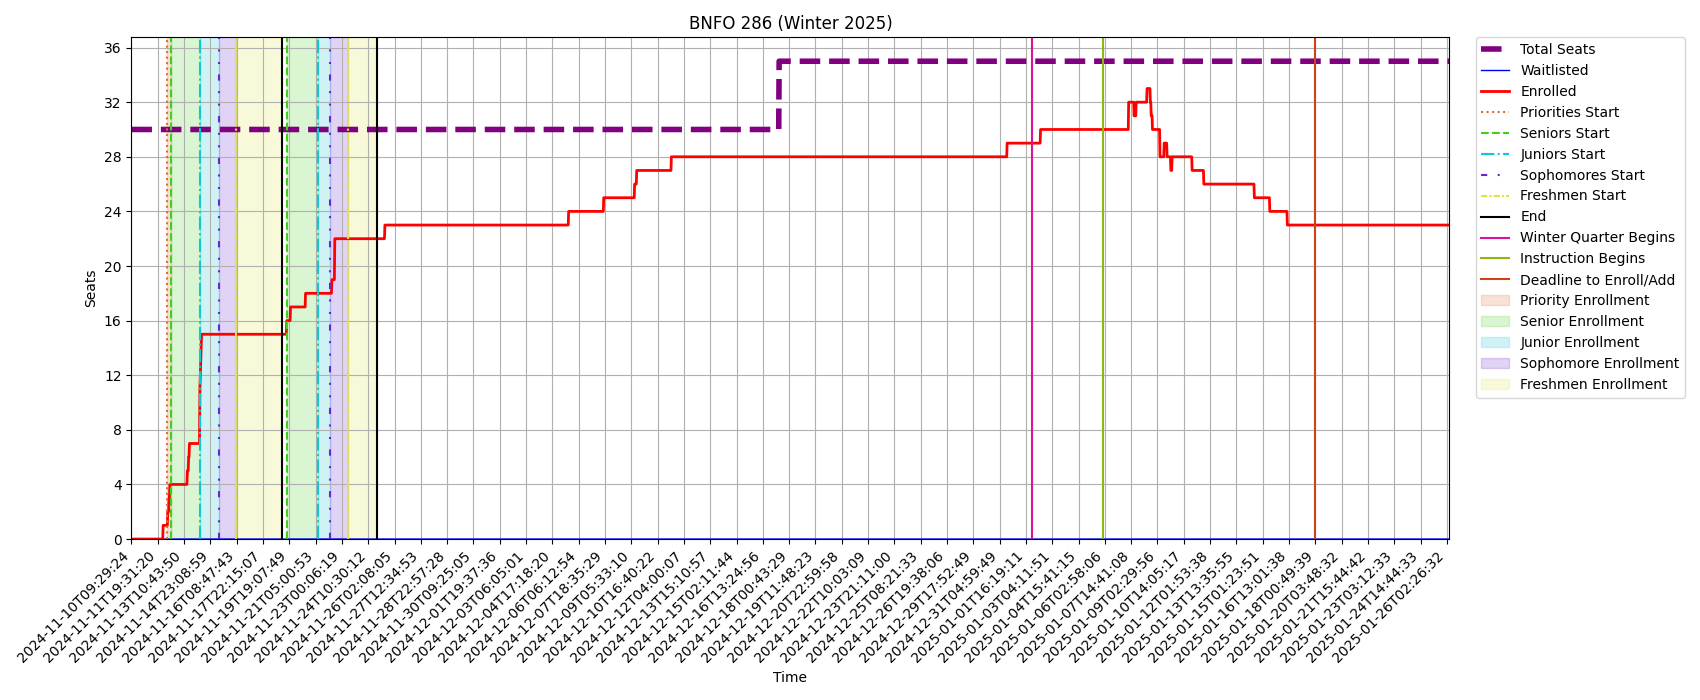 BNFO 286 (Winter 2025)
36
32
28
24
20
16
12
8
4
0
Seats
2024-11-10T09:29:24
2024-11-11T19:31:20
2024-11-13T10:43:50
2024-11-14T23:08:59
2024-11-16T08:47:43
2024-11-17T22:15:07
2024-11-19T19:07:49
2024-11-21T05:00:53
2024-11-23T00:06:19
2024-11-24T10:30:12
2024-11-26T02:08:05
2024-11-27T12:34:53
2024-11-28T22:57:28
2024-11-30T09:25:05
2024-12-01T19:37:36
2024-12-03T06:05:01
2024-12-04T17:18:20
2024-12-06T06:12:54
2024-12-07T18:35:29
2024-12-09T05:33:10
2024-12-10T16:40:22
2024-12-12T04:00:07
2024-12-13T15:10:57
2024-12-15T02:11:44
2024-12-16T13:24:56
2024-12-18T00:43:29
2024-12-19T11:48:23
2024-12-20T22:59:58
2024-12-22T10:03:09
2024-12-23T21:11:00
2024-12-25T08:21:33
2024-12-26T19:38:06
2024-12-29T17:52:49
2024-12-31T04:59:49
2025-01-01T16:19:11
2025-01-03T04:11:51
2025-01-04T15:41:15
2025-01-06T02:58:06
2025-01-07T14:41:08
2025-01-09T02:29:56
2025-01-10T14:05:17
2025-01-12T01:53:38
2025-01-13T13:35:55
2025-01-15T01:23:51
2025-01-16T13:01:38
2025-01-18T00:49:39
2025-01-20T03:48:32
2025-01-21T15:44:42
2025-01-23T03:12:33
2025-01-24T14:44:33
2025-01-26T02:26:32
Time
Total Seats
Waitlisted
Enrolled
Priorities Start
Seniors Start
Juniors Start
Sophomores Start
Freshmen Start
End
Winter Quarter Begins
Instruction Begins
Deadline to Enroll/Add
Priority Enrollment
Senior Enrollment
Junior Enrollment
Sophomore Enrollment
Freshmen Enrollment